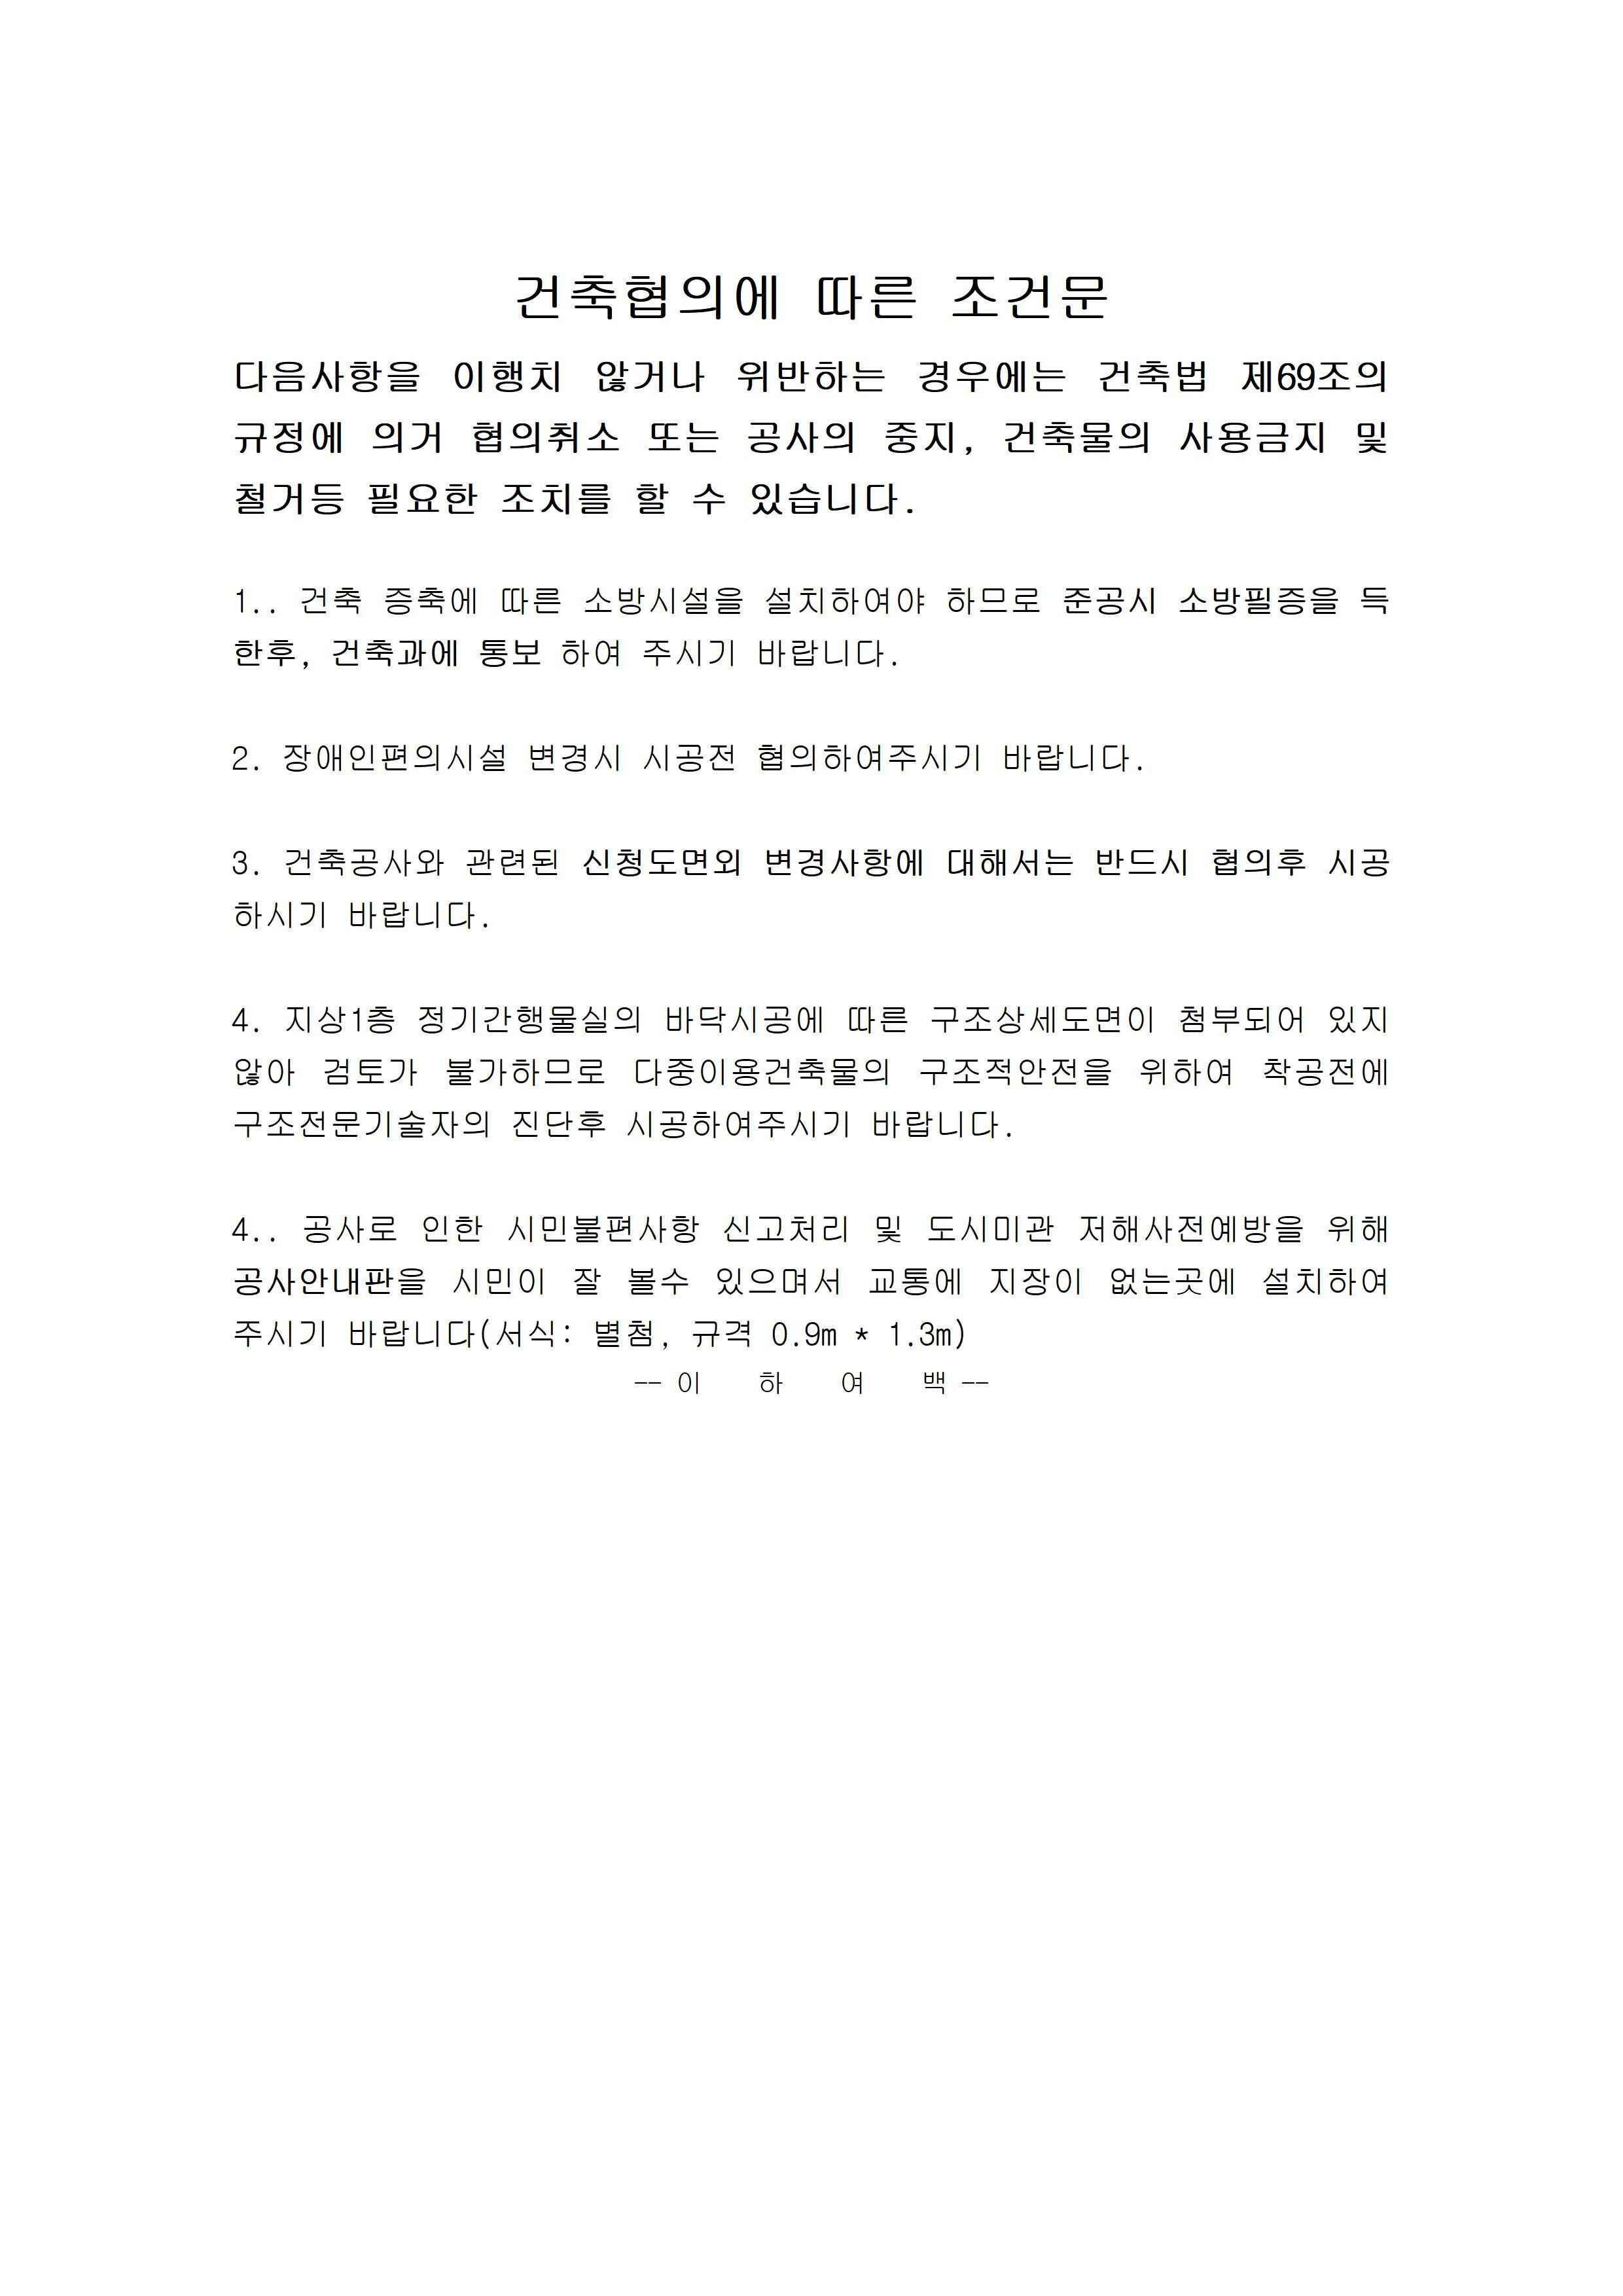 건축협의에 따른 조건문
다음사항을 이행치 않거나 위반하는 경우에는 건축법 제69조의
규정에 의거 협의취소 또는 공사의 중지, 건축물의 사용금지 및
철거등 필요한 조치를 할 수 있습니다.
1.. 건축 증축에 따른 소방시설을 설치하여야 하므로 준공시 소방필증을 득
한후, 건축과에 통보 하여 주시기 바랍니다.
2. 장애인편의시설 변경시 시공전 협의하여주시기 바랍니다.
3. 건축공사와 관련된 신청도면외 변경사항에 대해서는 반드시 협의후 시공
하시기 바랍니다.
4. 지상1층 정기간행물실의 바닥시공에 따른 구조상세도면이 첨부되어 있지
않아 검토가 불가하므로 다중이용건축물의 구조적안전을 위하여 착공전에
구조전문기술자의 진단후 시공하여주시기 바랍니다.
4.. 공사로 인한 시민불편사항 신고처리 및 도시미관 저해사전예방을 위해
공사안내판을 시민이 잘 볼수 있으며서 교통에 지장이 없는곳에 설치하여
주시기 바랍니다(서식: 별첨, 규격 0.9m * 1.3m)
-- 이 하 여 백 --